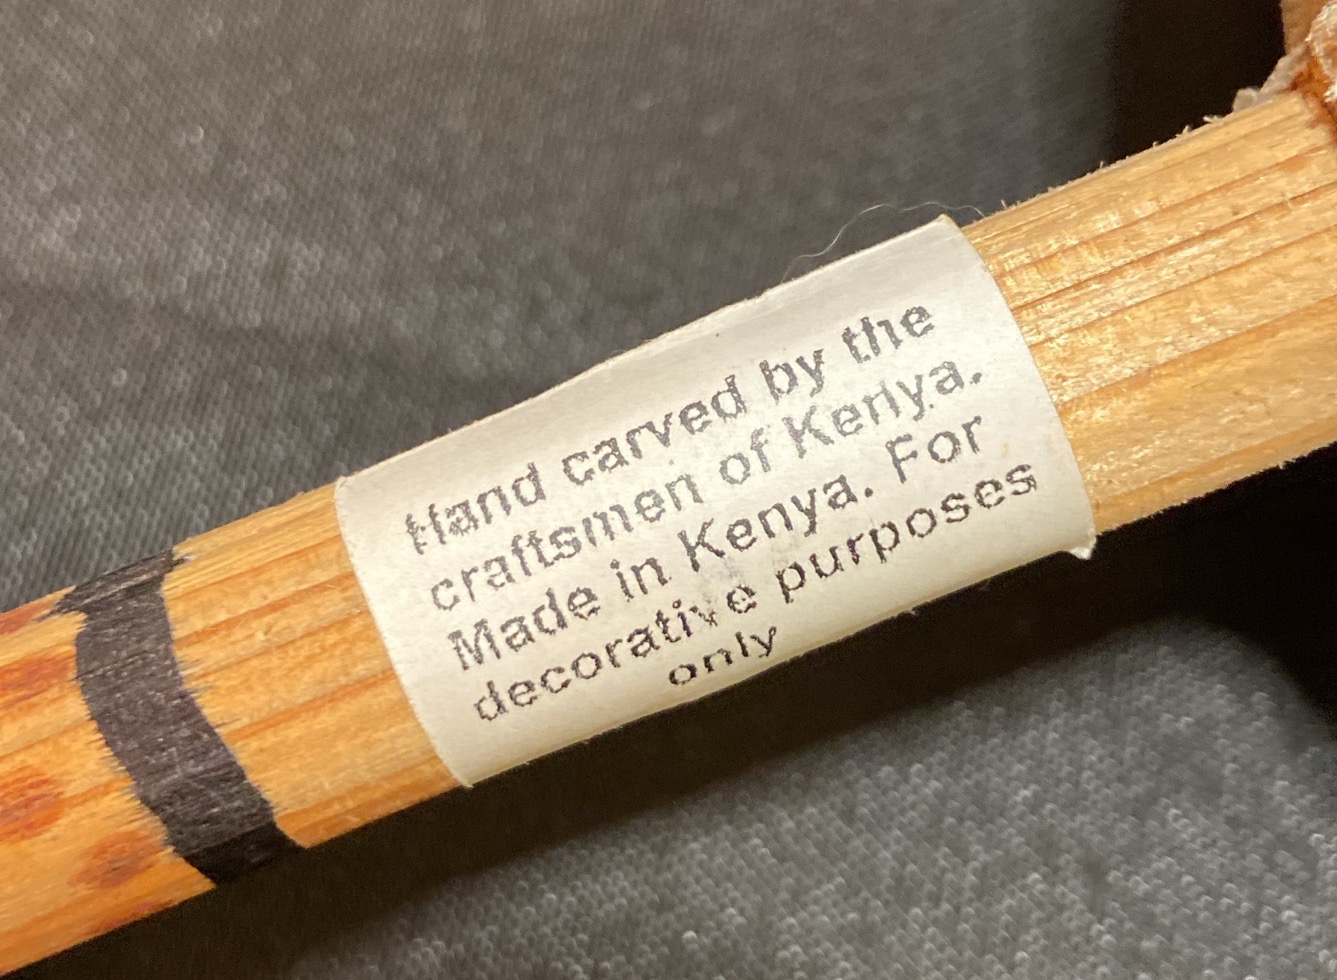 Hand carved by the
craftsmen of Kenya.
Made in Kenya. For
decorative purposes
only